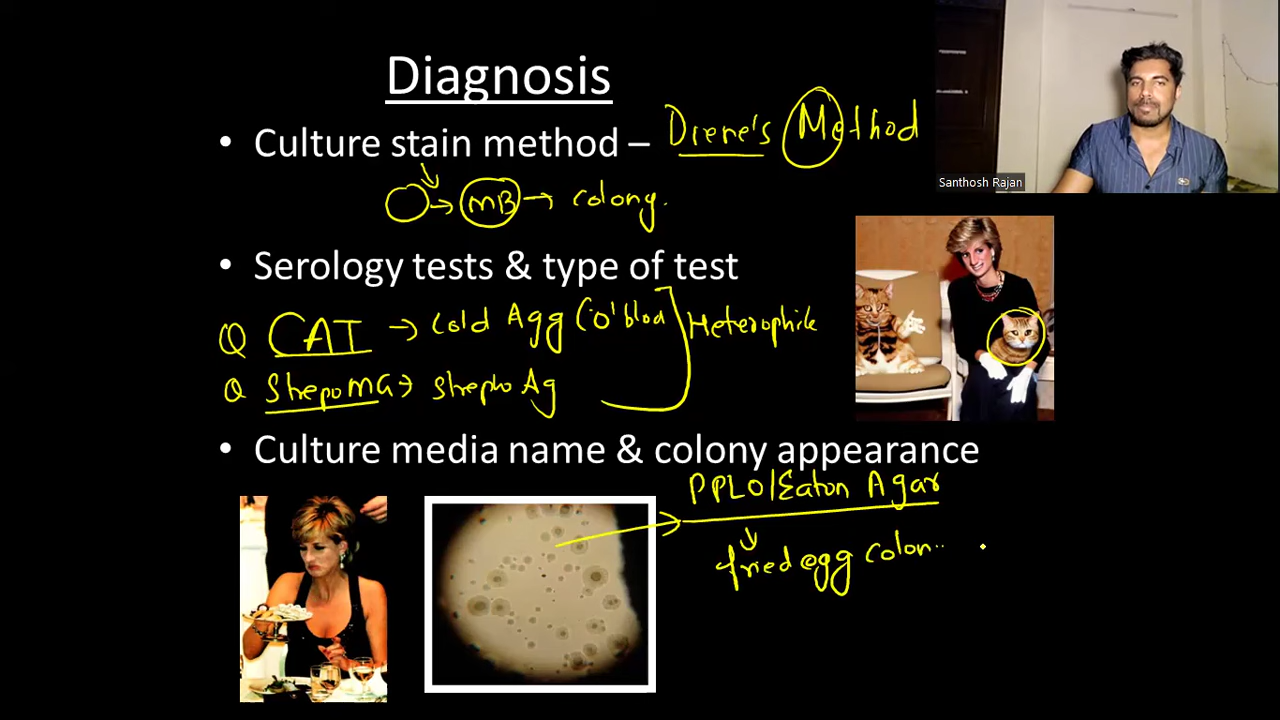 Diagnosis
• Culture stain method – Diene's Method
MB → colony.
Santhosh Rajan
• Serology tests & type of test
Q CAT → Cold Agg ('O' blood
Heterophile
Q Strepo MG → strepto Ag
• Culture media name & colony appearance
PPLO/Eaton Agar
fried egg colon